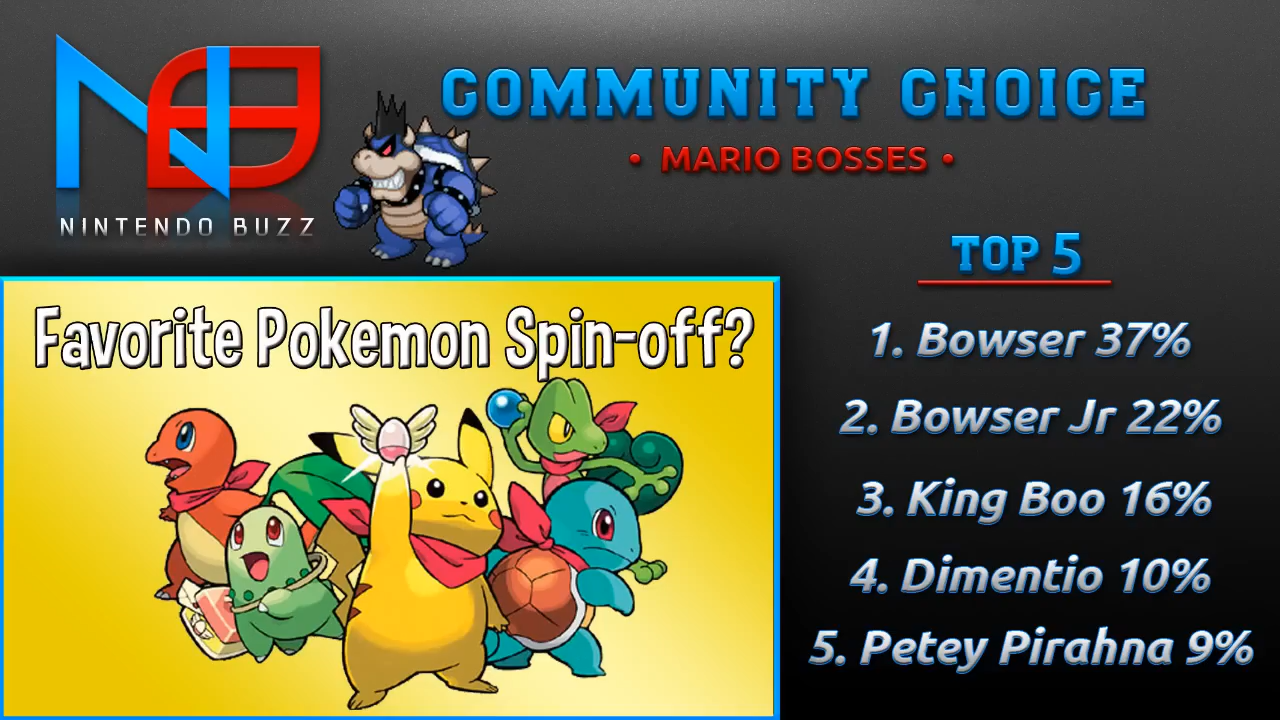 COMMUNITY CHOICE
• MARIO BOSSES •
NINTENDO BUZZ
TOP 5
Favorite Pokemon Spin-off?
1. Bowser 37%
2. Bowser Jr 22%
3. King Boo 16%
4. Dimentio 10%
5. Petey Pirahna 9%